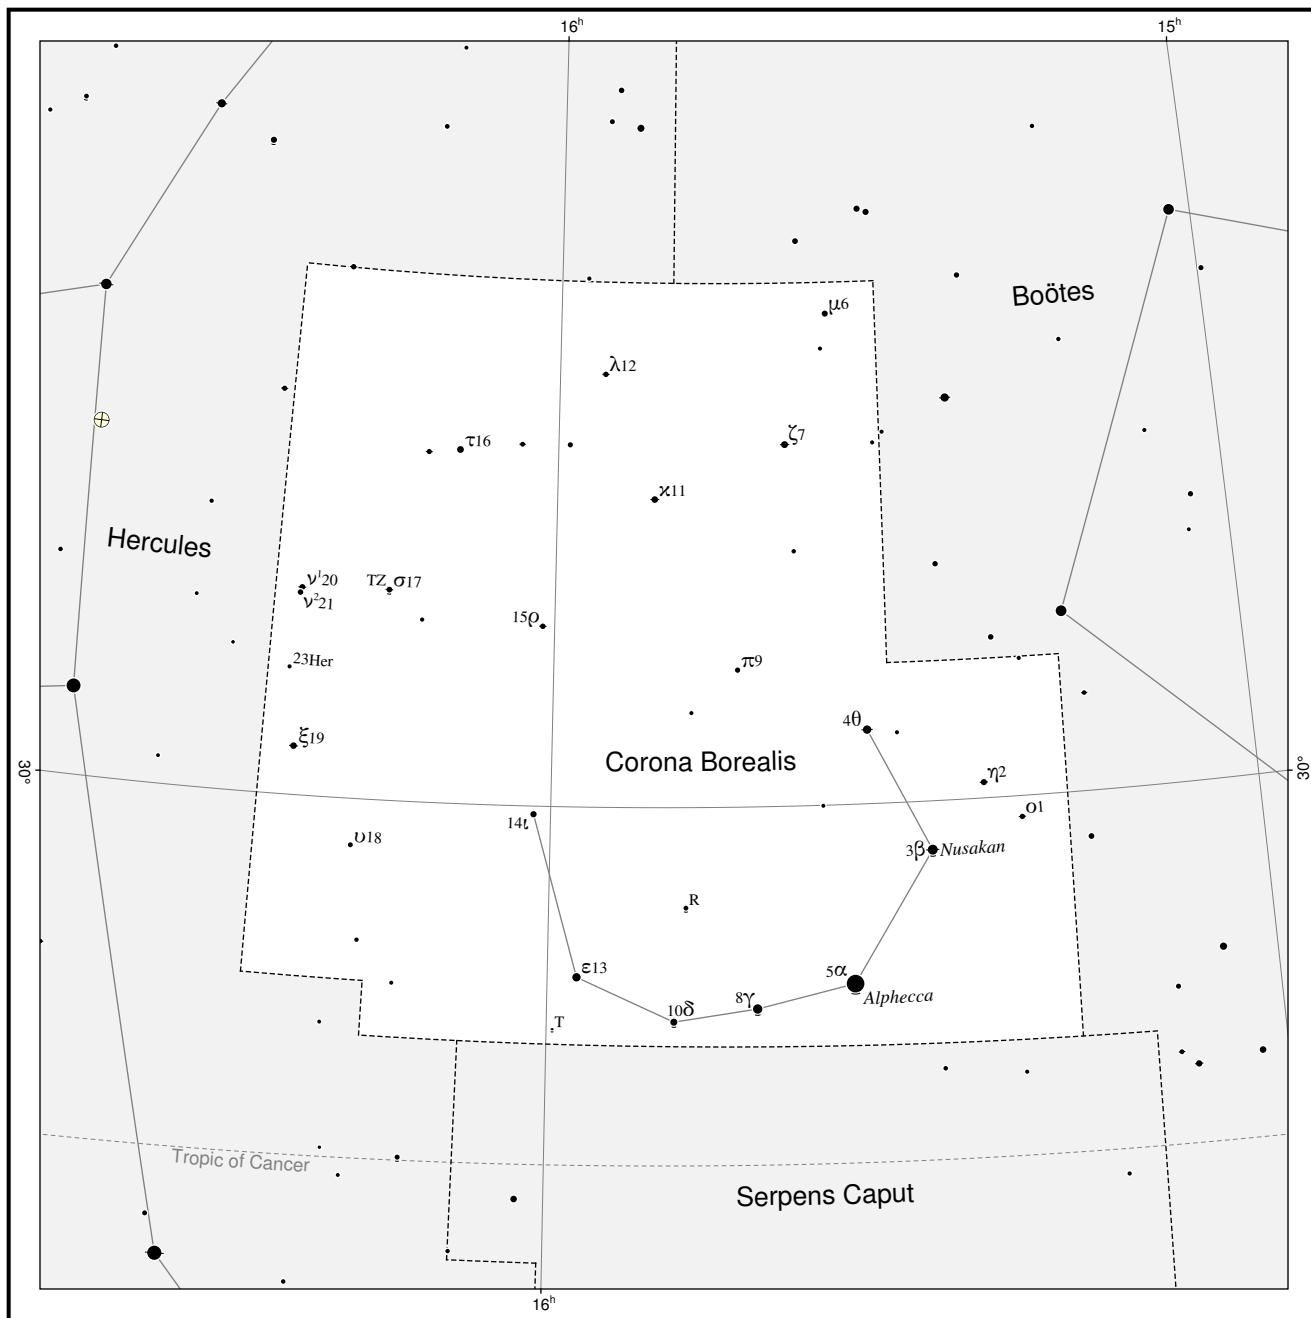 16h 15h
Boötes
μ6
λ12
τ16
ζ7
ϰ11
Hercules
ν120
TZ σ17
ν221
15ρ
23Her
π9
4θ
ξ19
Corona Borealis
30° 30°
η2
ο1
14ι
υ18
3β Nusakan
R
ε13
5α
Alphecca
8γ
10δ
T
Tropic of Cancer
Serpens Caput
16h